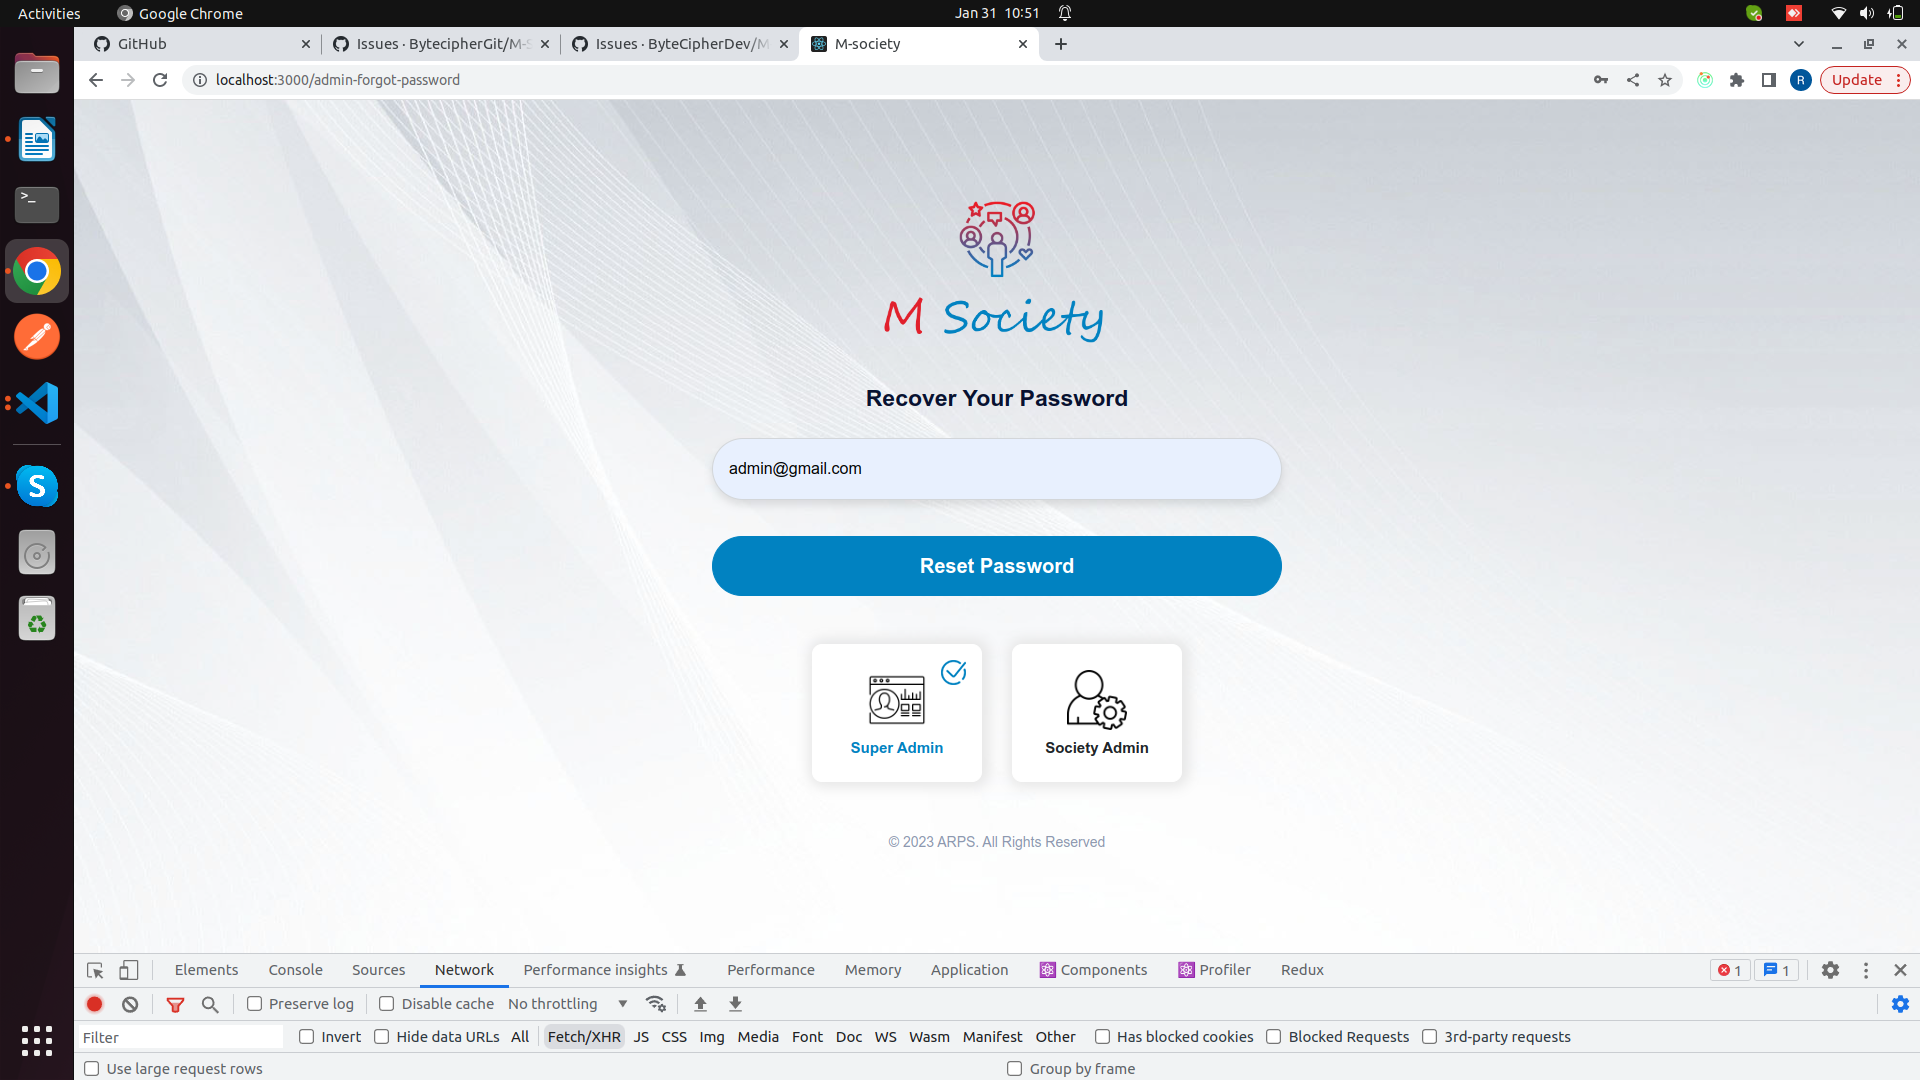 Activities
Google Chrome
Jan 31 10:51
GitHub
Issues · BytecipherGit/M-S
Issues · ByteCipherDev/M
M-society
localhost:3000/admin-forgot-password
R
Update
M Society
Recover Your Password
admin@gmail.com
Reset Password
Super Admin
Society Admin
© 2023 ARPS. All Rights Reserved
Elements Console Sources Network Performance insights Performance Memory Application Components Profiler Redux 1 1
Preserve log Disable cache No throttling
Filter Invert Hide data URLs All Fetch/XHR JS CSS Img Media Font Doc WS Wasm Manifest Other Has blocked cookies Blocked Requests 3rd-party requests
Use large request rows Group by frame